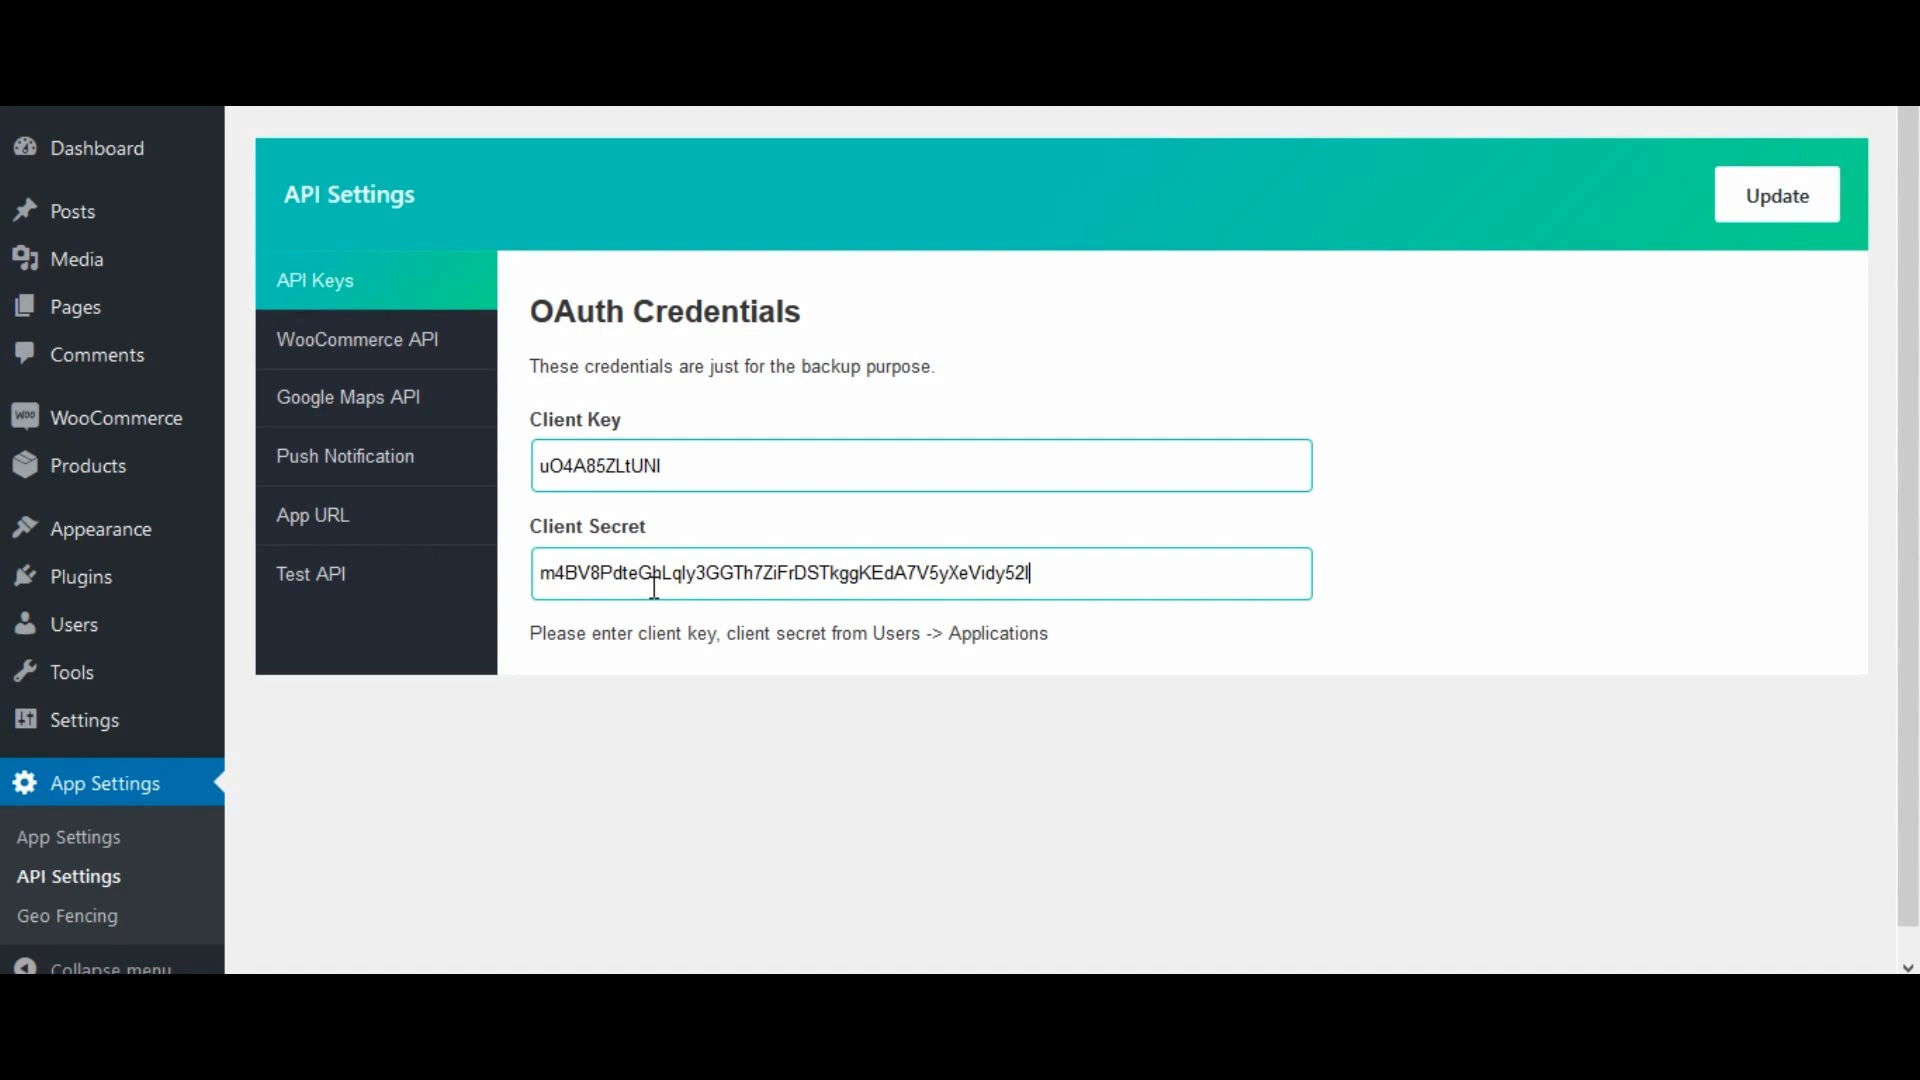 Dashboard
Posts
Media
Pages
Comments
WooCommerce
Products
Appearance
Plugins
Users
Tools
Settings
App Settings
App Settings
API Settings
Geo Fencing
Collapse menu
API Settings
Update
API Keys
WooCommerce API
Google Maps API
Push Notification
App URL
Test API
OAuth Credentials
These credentials are just for the backup purpose.
Client Key
uO4A85ZLtUNI
Client Secret
m4BV8PdteGhLqly3GGTh7ZiFrDSTkggKEdA7V5yXeVidy52I
Please enter client key, client secret from Users -> Applications